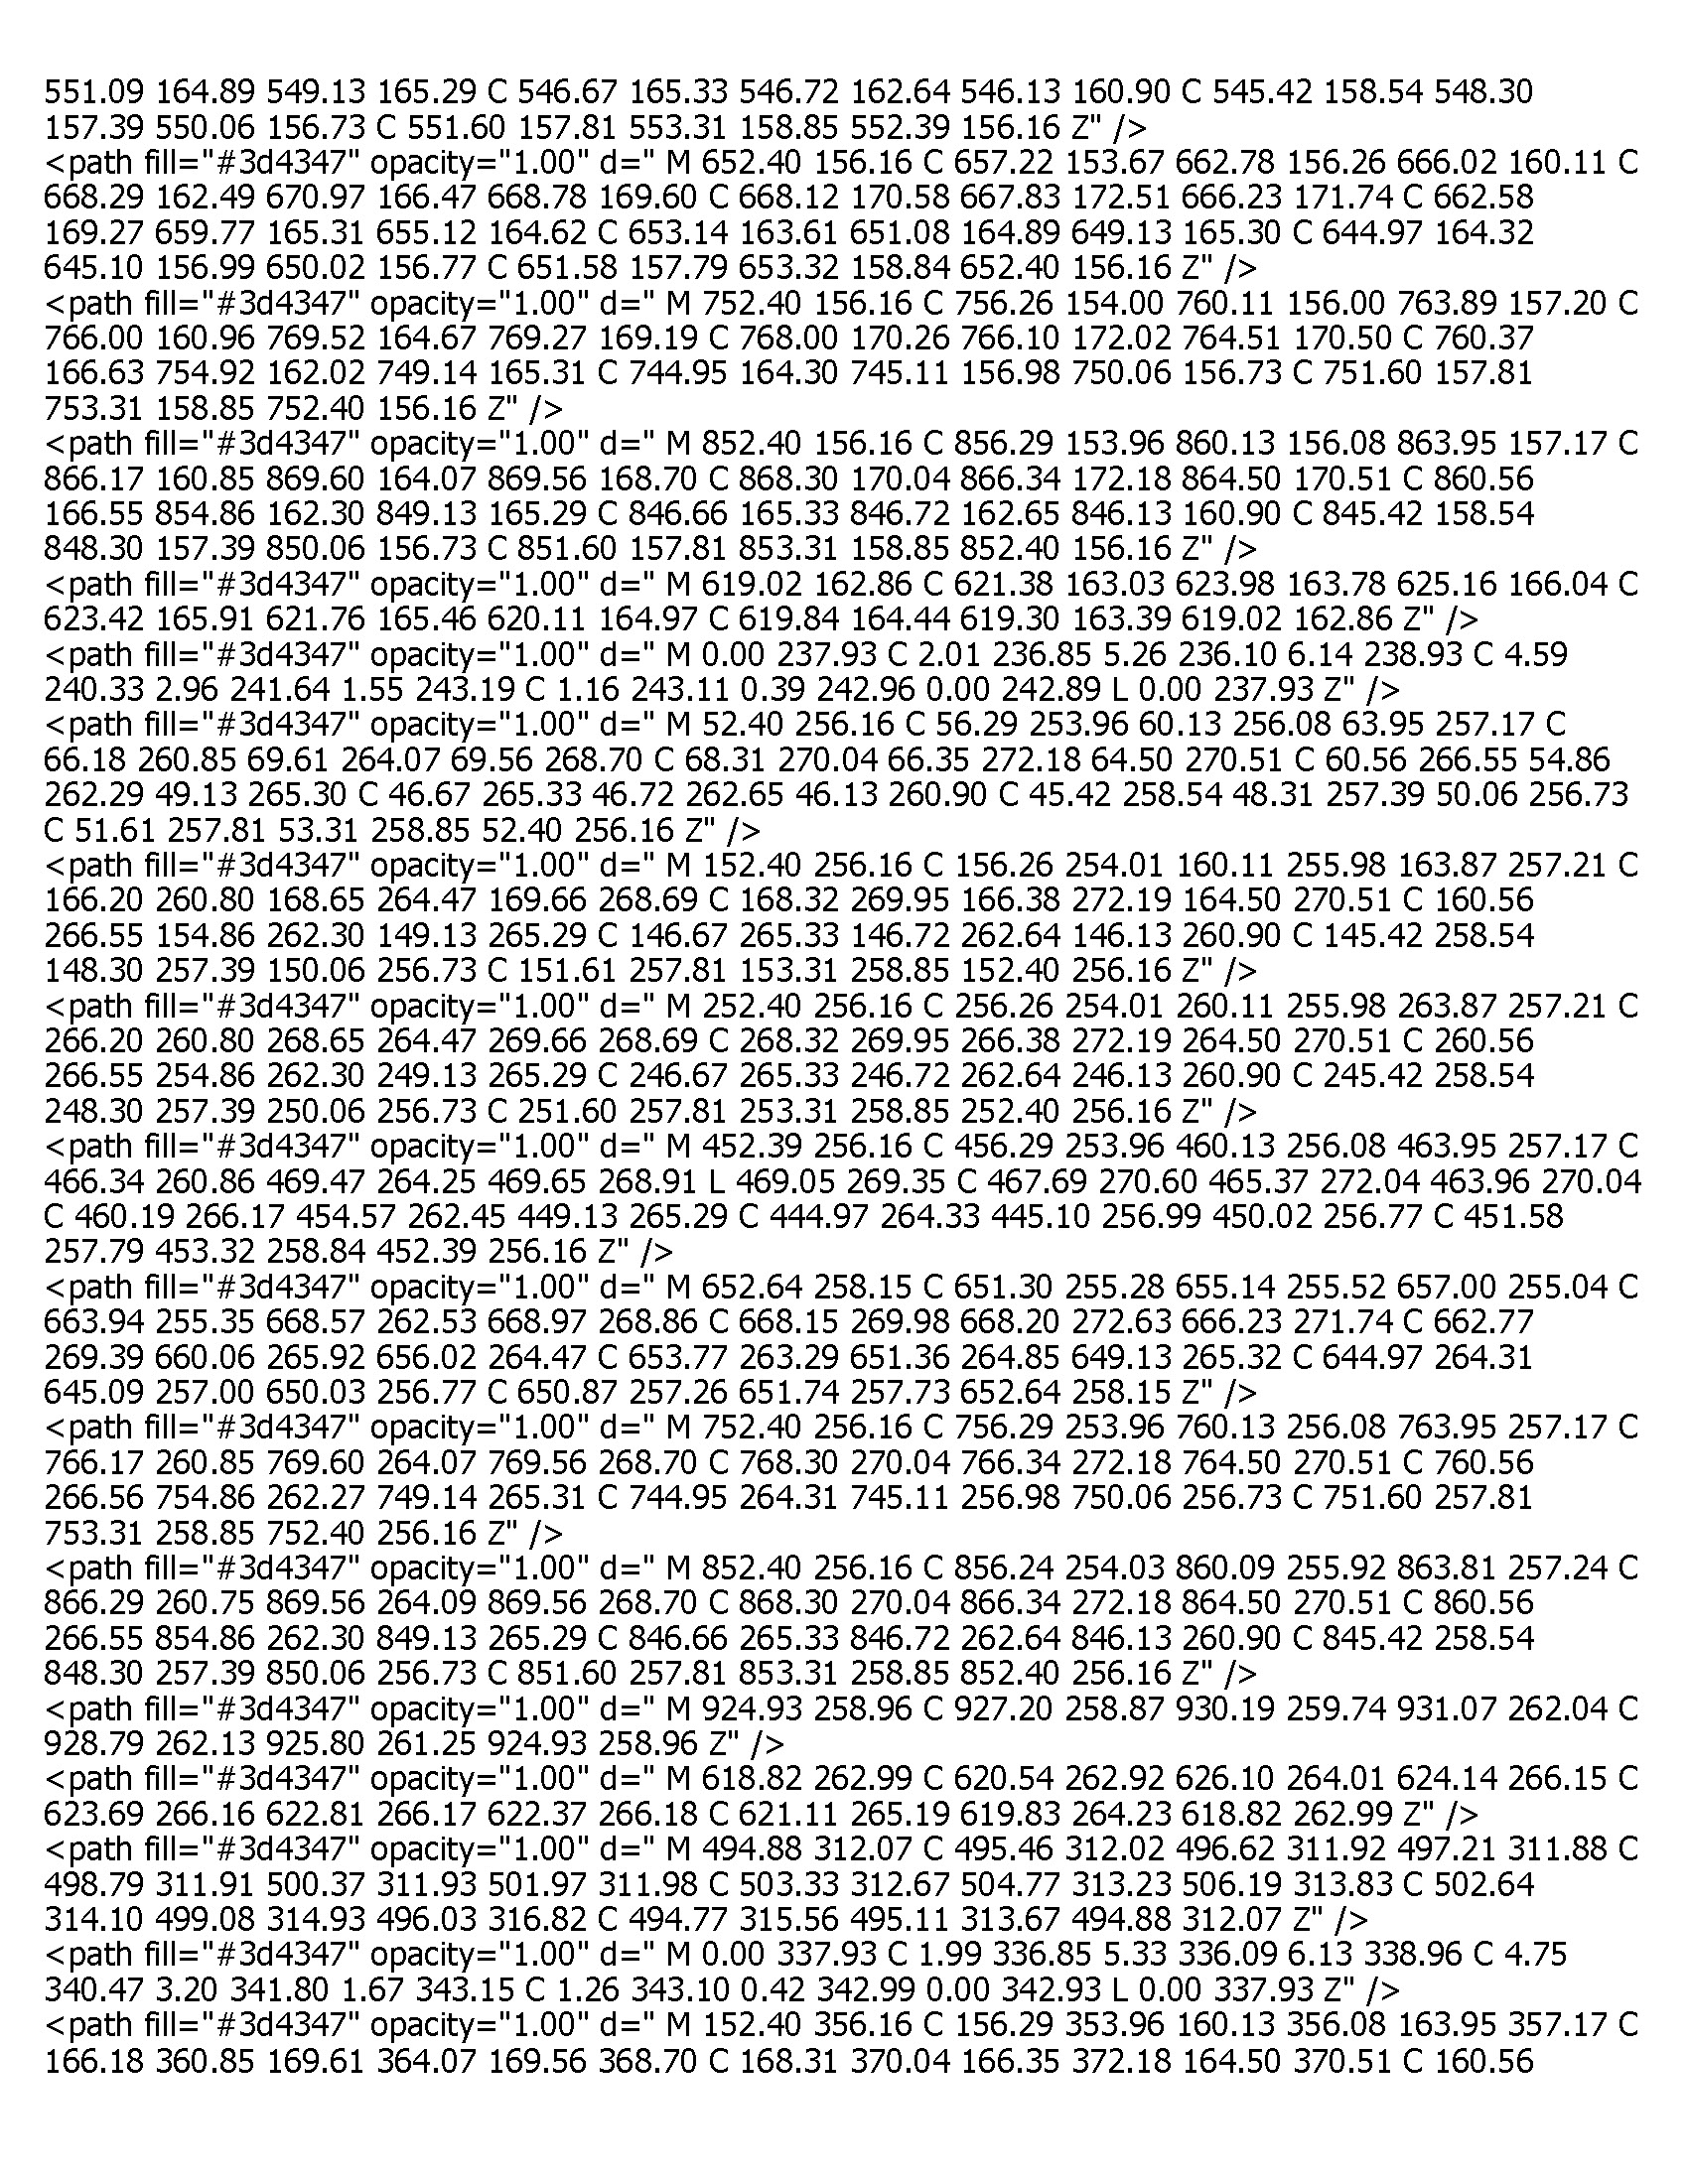 551.09 164.89 549.13 165.29 C 546.67 165.33 546.72 162.64 546.13 160.90 C 545.42 158.54 548.30
157.39 550.06 156.73 C 551.60 157.81 553.31 158.85 552.39 156.16 Z" />
<path fill="#3d4347" opacity="1.00" d=" M 652.40 156.16 C 657.22 153.67 662.78 156.26 666.02 160.11 C
668.29 162.49 670.97 166.47 668.78 169.60 C 668.12 170.58 667.83 172.51 666.23 171.74 C 662.58
169.27 659.77 165.31 655.12 164.62 C 653.14 163.61 651.08 164.89 649.13 165.30 C 644.97 164.32
645.10 156.99 650.02 156.77 C 651.58 157.79 653.32 158.84 652.40 156.16 Z" />
<path fill="#3d4347" opacity="1.00" d=" M 752.40 156.16 C 756.26 154.00 760.11 156.00 763.89 157.20 C
766.00 160.96 769.52 164.67 769.27 169.19 C 768.00 170.26 766.10 172.02 764.51 170.50 C 760.37
166.63 754.92 162.02 749.14 165.31 C 744.95 164.30 745.11 156.98 750.06 156.73 C 751.60 157.81
753.31 158.85 752.40 156.16 Z" />
<path fill="#3d4347" opacity="1.00" d=" M 852.40 156.16 C 856.29 153.96 860.13 156.08 863.95 157.17 C
866.17 160.85 869.60 164.07 869.56 168.70 C 868.30 170.04 866.34 172.18 864.50 170.51 C 860.56
166.55 854.86 162.30 849.13 165.29 C 846.66 165.33 846.72 162.65 846.13 160.90 C 845.42 158.54
848.30 157.39 850.06 156.73 C 851.60 157.81 853.31 158.85 852.40 156.16 Z" />
<path fill="#3d4347" opacity="1.00" d=" M 619.02 162.86 C 621.38 163.03 623.98 163.78 625.16 166.04 C
623.42 165.91 621.76 165.46 620.11 164.97 C 619.84 164.44 619.30 163.39 619.02 162.86 Z" />
<path fill="#3d4347" opacity="1.00" d=" M 0.00 237.93 C 2.01 236.85 5.26 236.10 6.14 238.93 C 4.59
240.33 2.96 241.64 1.55 243.19 C 1.16 243.11 0.39 242.96 0.00 242.89 L 0.00 237.93 Z" />
<path fill="#3d4347" opacity="1.00" d=" M 52.40 256.16 C 56.29 253.96 60.13 256.08 63.95 257.17 C
66.18 260.85 69.61 264.07 69.56 268.70 C 68.31 270.04 66.35 272.18 64.50 270.51 C 60.56 266.55 54.86
262.29 49.13 265.30 C 46.67 265.33 46.72 262.65 46.13 260.90 C 45.42 258.54 48.31 257.39 50.06 256.73
C 51.61 257.81 53.31 258.85 52.40 256.16 Z" />
<path fill="#3d4347" opacity="1.00" d=" M 152.40 256.16 C 156.26 254.01 160.11 255.98 163.87 257.21 C
166.20 260.80 168.65 264.47 169.66 268.69 C 168.32 269.95 166.38 272.19 164.50 270.51 C 160.56
266.55 154.86 262.30 149.13 265.29 C 146.67 265.33 146.72 262.64 146.13 260.90 C 145.42 258.54
148.30 257.39 150.06 256.73 C 151.61 257.81 153.31 258.85 152.40 256.16 Z" />
<path fill="#3d4347" opacity="1.00" d=" M 252.40 256.16 C 256.26 254.01 260.11 255.98 263.87 257.21 C
266.20 260.80 268.65 264.47 269.66 268.69 C 268.32 269.95 266.38 272.19 264.50 270.51 C 260.56
266.55 254.86 262.30 249.13 265.29 C 246.67 265.33 246.72 262.64 246.13 260.90 C 245.42 258.54
248.30 257.39 250.06 256.73 C 251.60 257.81 253.31 258.85 252.40 256.16 Z" />
<path fill="#3d4347" opacity="1.00" d=" M 452.39 256.16 C 456.29 253.96 460.13 256.08 463.95 257.17 C
466.34 260.86 469.47 264.25 469.65 268.91 L 469.05 269.35 C 467.69 270.60 465.37 272.04 463.96 270.04
C 460.19 266.17 454.57 262.45 449.13 265.29 C 444.97 264.33 445.10 256.99 450.02 256.77 C 451.58
257.79 453.32 258.84 452.39 256.16 Z" />
<path fill="#3d4347" opacity="1.00" d=" M 652.64 258.15 C 651.30 255.28 655.14 255.52 657.00 255.04 C
663.94 255.35 668.57 262.53 668.97 268.86 C 668.15 269.98 668.20 272.63 666.23 271.74 C 662.77
269.39 660.06 265.92 656.02 264.47 C 653.77 263.29 651.36 264.85 649.13 265.32 C 644.97 264.31
645.09 257.00 650.03 256.77 C 650.87 257.26 651.74 257.73 652.64 258.15 Z" />
<path fill="#3d4347" opacity="1.00" d=" M 752.40 256.16 C 756.29 253.96 760.13 256.08 763.95 257.17 C
766.17 260.85 769.60 264.07 769.56 268.70 C 768.30 270.04 766.34 272.18 764.50 270.51 C 760.56
266.56 754.86 262.27 749.14 265.31 C 744.95 264.31 745.11 256.98 750.06 256.73 C 751.60 257.81
753.31 258.85 752.40 256.16 Z" />
<path fill="#3d4347" opacity="1.00" d=" M 852.40 256.16 C 856.24 254.03 860.09 255.92 863.81 257.24 C
866.29 260.75 869.56 264.09 869.56 268.70 C 868.30 270.04 866.34 272.18 864.50 270.51 C 860.56
266.55 854.86 262.30 849.13 265.29 C 846.66 265.33 846.72 262.64 846.13 260.90 C 845.42 258.54
848.30 257.39 850.06 256.73 C 851.60 257.81 853.31 258.85 852.40 256.16 Z" />
<path fill="#3d4347" opacity="1.00" d=" M 924.93 258.96 C 927.20 258.87 930.19 259.74 931.07 262.04 C
928.79 262.13 925.80 261.25 924.93 258.96 Z" />
<path fill="#3d4347" opacity="1.00" d=" M 618.82 262.99 C 620.54 262.92 626.10 264.01 624.14 266.15 C
623.69 266.16 622.81 266.17 622.37 266.18 C 621.11 265.19 619.83 264.23 618.82 262.99 Z" />
<path fill="#3d4347" opacity="1.00" d=" M 494.88 312.07 C 495.46 312.02 496.62 311.92 497.21 311.88 C
498.79 311.91 500.37 311.93 501.97 311.98 C 503.33 312.67 504.77 313.23 506.19 313.83 C 502.64
314.10 499.08 314.93 496.03 316.82 C 494.77 315.56 495.11 313.67 494.88 312.07 Z" />
<path fill="#3d4347" opacity="1.00" d=" M 0.00 337.93 C 1.99 336.85 5.33 336.09 6.13 338.96 C 4.75
340.47 3.20 341.80 1.67 343.15 C 1.26 343.10 0.42 342.99 0.00 342.93 L 0.00 337.93 Z" />
<path fill="#3d4347" opacity="1.00" d=" M 152.40 356.16 C 156.29 353.96 160.13 356.08 163.95 357.17 C
166.18 360.85 169.61 364.07 169.56 368.70 C 168.31 370.04 166.35 372.18 164.50 370.51 C 160.56